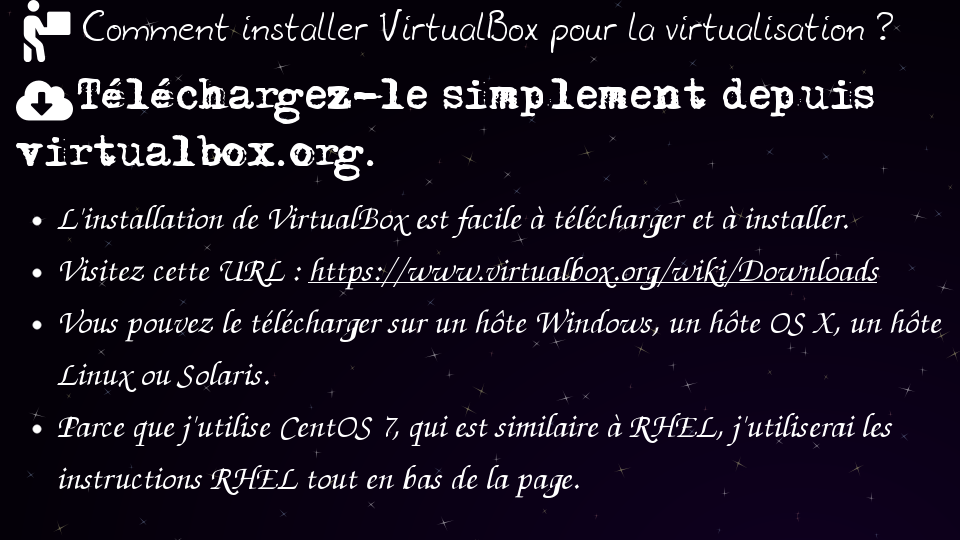 Comment installer VirtualBox pour la virtualisation ?
Téléchargez-le simplement depuis
virtualbox.org.
• L'installation de VirtualBox est facile à télécharger et à installer.
• Visitez cette URL : https://www.virtualbox.org/wiki/Downloads
• Vous pouvez le télécharger sur un hôte Windows, un hôte OS X, un hôte
Linux ou Solaris.
• Parce que j'utilise CentOS 7, qui est similaire à RHEL, j'utiliserai les
instructions RHEL tout en bas de la page.